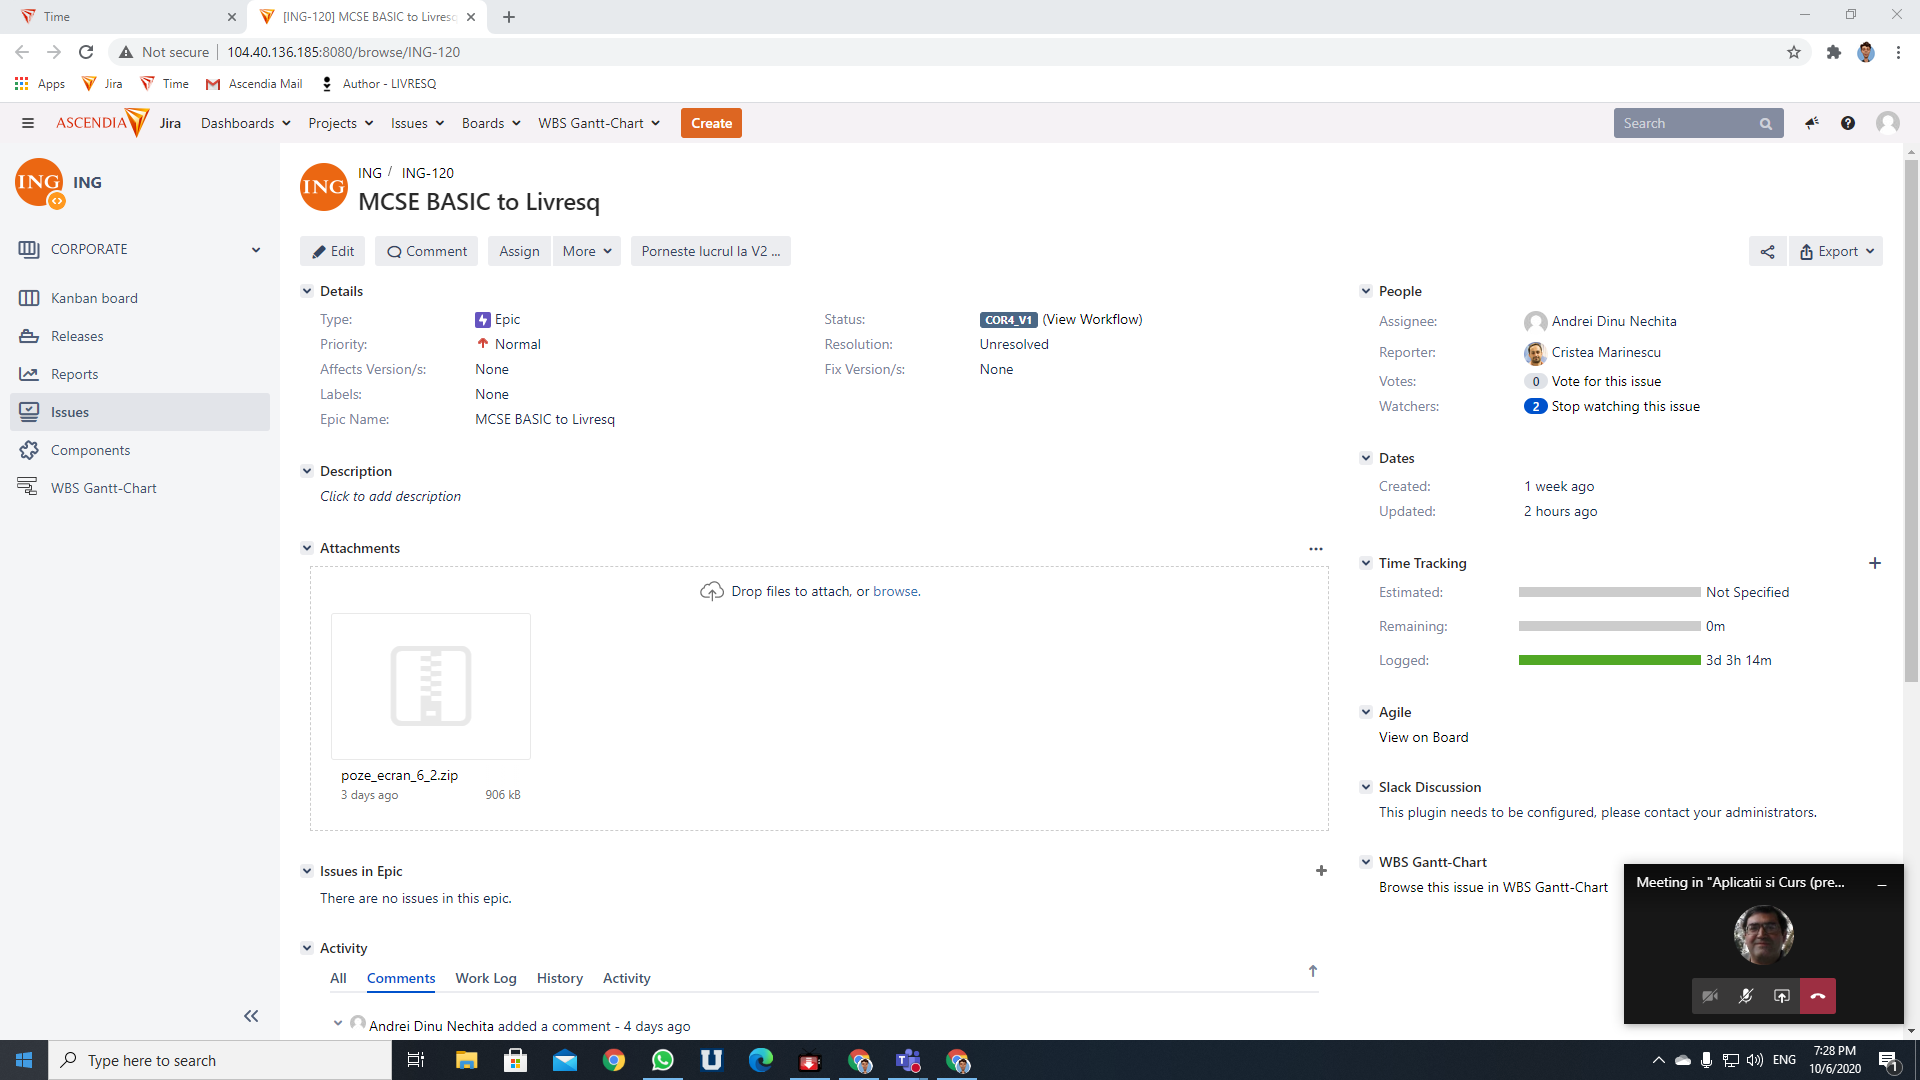 Time
[ING-120] MCSE BASIC to Livresq
Not secure
104.40.136.185:8080/browse/ING-120
Apps
Jira
Time
Ascendia Mail
Author - LIVRESQ
ASCENDIA
Jira
Dashboards
Projects
Issues
Boards
WBS Gantt-Chart
Create
Search
ING
ING
CORPORATE
Kanban board
Releases
Reports
Issues
Components
WBS Gantt-Chart
ING
ING / ING-120
MCSE BASIC to Livresq
Edit
Comment
Assign
More
Porneste lucrul la V2 ...
Export
Details
Type: Epic
Priority: Normal
Affects Version/s: None
Labels: None
Epic Name: MCSE BASIC to Livresq
Status: COR4_V1 (View Workflow)
Resolution: Unresolved
Fix Version/s: None
Description
Click to add description
Attachments
Drop files to attach, or browse.
poze_ecran_6_2.zip
3 days ago 906 kB
Issues in Epic
There are no issues in this epic.
Activity
All Comments Work Log History Activity
Andrei Dinu Nechita added a comment - 4 days ago
People
Assignee: Andrei Dinu Nechita
Reporter: Cristea Marinescu
Votes: 0 Vote for this issue
Watchers: 2 Stop watching this issue
Dates
Created: 1 week ago
Updated: 2 hours ago
Time Tracking
Estimated: Not Specified
Remaining: 0m
Logged: 3d 3h 14m
Agile
View on Board
Slack Discussion
This plugin needs to be configured, please contact your administrators.
WBS Gantt-Chart
Browse this issue in WBS Gantt-Chart
Meeting in "Aplicatii si Curs (pre...
Type here to search
ENG
7:28 PM
10/6/2020
1